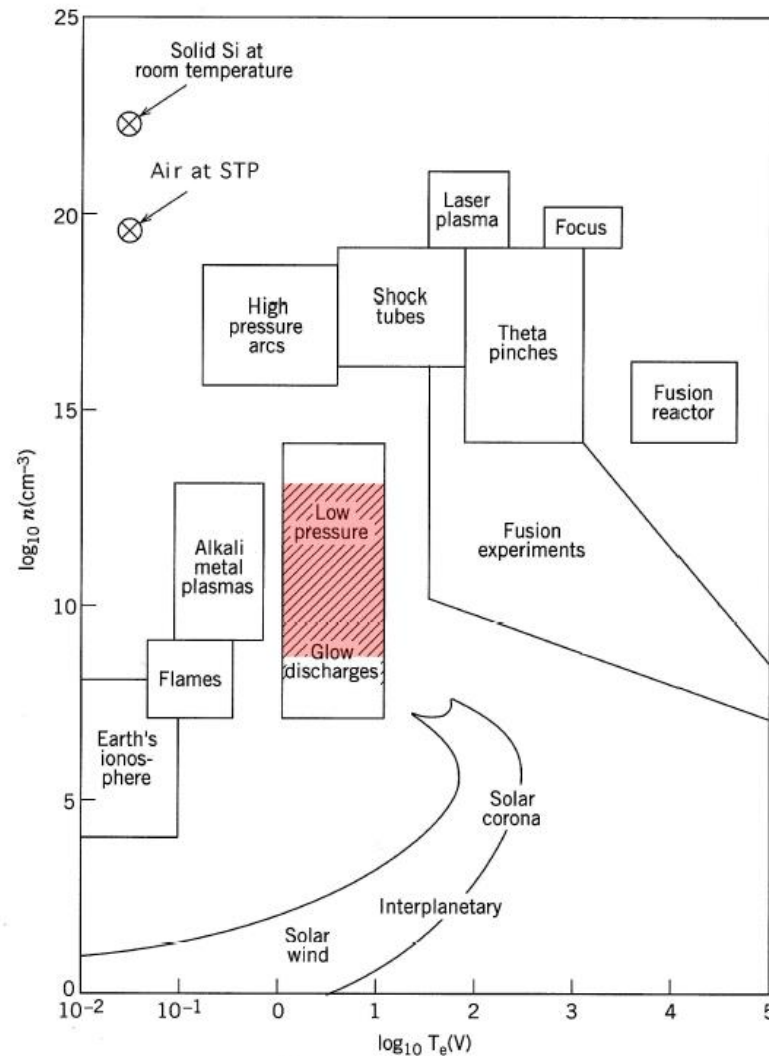 25
Solid Si at
room temperature
Air at STP
20
Laser
plasma
Focus
High
pressure
arcs
Shock
tubes
Theta
pinches
Fusion
reactor
15
log₁₀ n(cm⁻³)
Low
pressure
Alkali
metal
plasmas
Fusion
experiments
10
Glow
discharges
Flames
Earth's
ionos-
phere
5
Solar
corona
Interplanetary
Solar
wind
0
10⁻² 10⁻¹ 0 1 2 3 4 5
log₁₀ Tₑ(V)